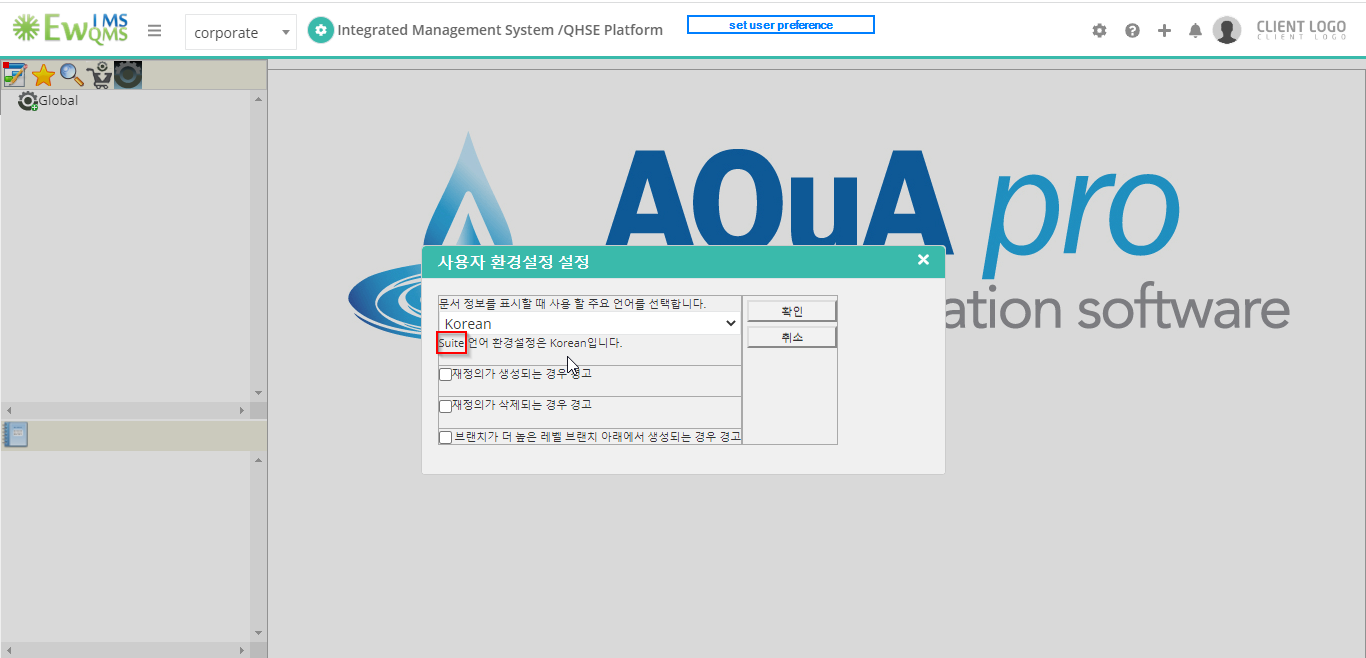 EwQMS IMS
corporate
Integrated Management System /QHSE Platform
set user preference
CLIENT LOGO
CLIENT LOGO
Global
AQuA pro
ation software
사용자 환경설정 설정
문서 정보를 표시할 때 사용 할 주요 언어를 선택합니다.
Korean
Suite 언어 환경설정은 Korean입니다.
재정의가 생성되는 경우 경고
재정의가 삭제되는 경우 경고
브랜치가 더 높은 레벨 브랜치 아래에서 생성되는 경우 경고
확인
취소